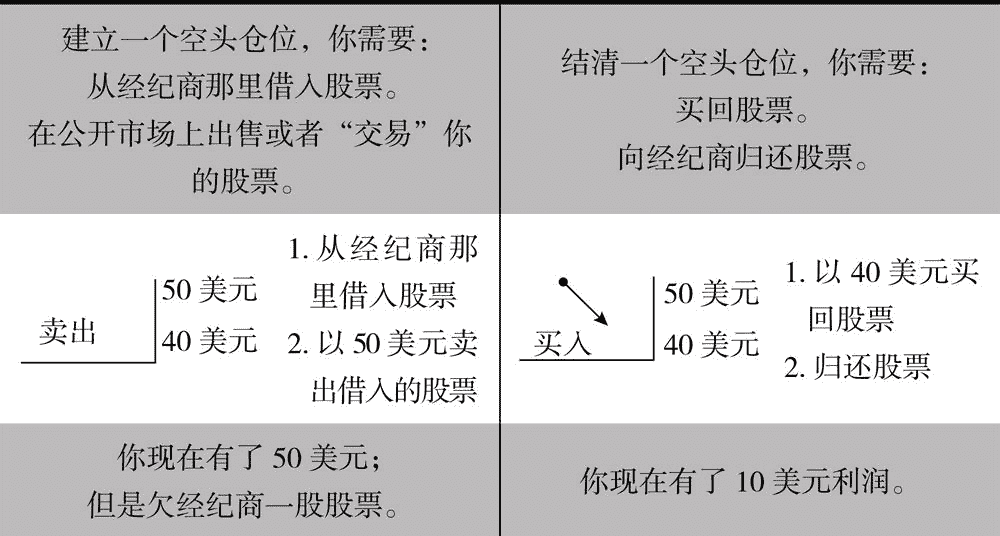 建立一个空头仓位，你需要：
从经纪商那里借入股票。
在公开市场上出售或者“交易”你
的股票。
结清一个空头仓位，你需要：
买回股票。
向经纪商归还股票。
卖出
50 美元
40 美元
1. 从经纪商那
里借入股票
2. 以 50 美元卖
出借入的股票
买入
50 美元
40 美元
1. 以 40 美元买
回股票
2. 归还股票
你现在有了 50 美元；
但是欠经纪商一股股票。
你现在有了 10 美元利润。